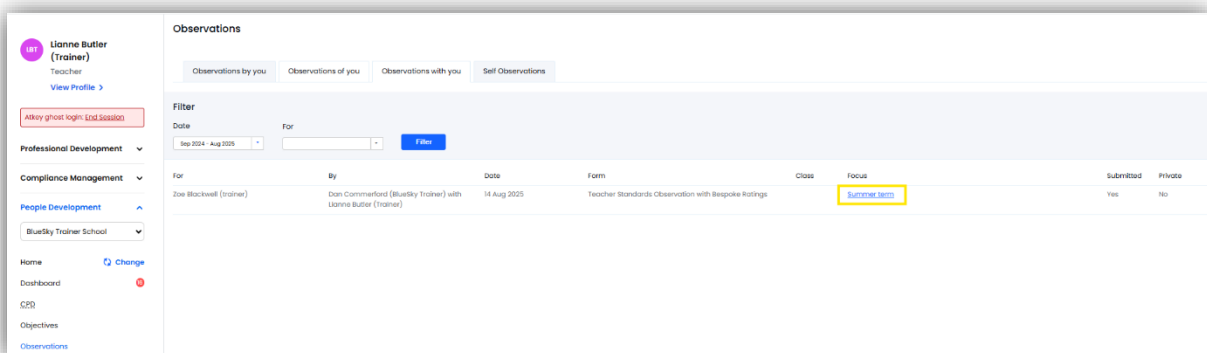 Observations
LBT
Lianne Butler
(Trainer)
Teacher
View Profile
Atkey ghost login: End Session
Professional Development
Compliance Management
People Development
BlueSky Trainer School
Home
Change
Dashboard
CPD
Objectives
Observations
Observations by you
Observations of you
Observations with you
Self Observations
Filter
Date
For
Sep 2024 - Aug 2025
Filter
For
By
Date
Form
Class
Focus
Submitted
Private
Zoe Blackwell (trainer)
Dan Commerford (BlueSky Trainer) with
Lianne Butler (Trainer)
14 Aug 2025
Teacher Standards Observation with Bespoke Ratings
Summer term
Yes
No